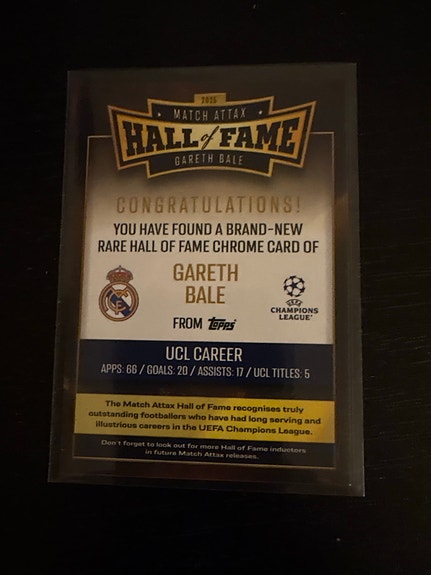 2025
MATCH ATTAX
HALL of FAME
GARETH BALE
CONGRATULATIONS!
YOU HAVE FOUND A BRAND-NEW
RARE HALL OF FAME CHROME CARD OF
GARETH
BALE
UEFA
CHAMPIONS
LEAGUE
FROM Topps
UCL CAREER
APPS: 66 / GOALS: 20 / ASSISTS: 17 / UCL TITLES: 5
The Match Attax Hall of Fame recognises truly
outstanding footballers who have had long serving and
illustrious careers in the UEFA Champions League.
Don't forget to look out for more Hall of Fame inductors
in future Match Attax releases.